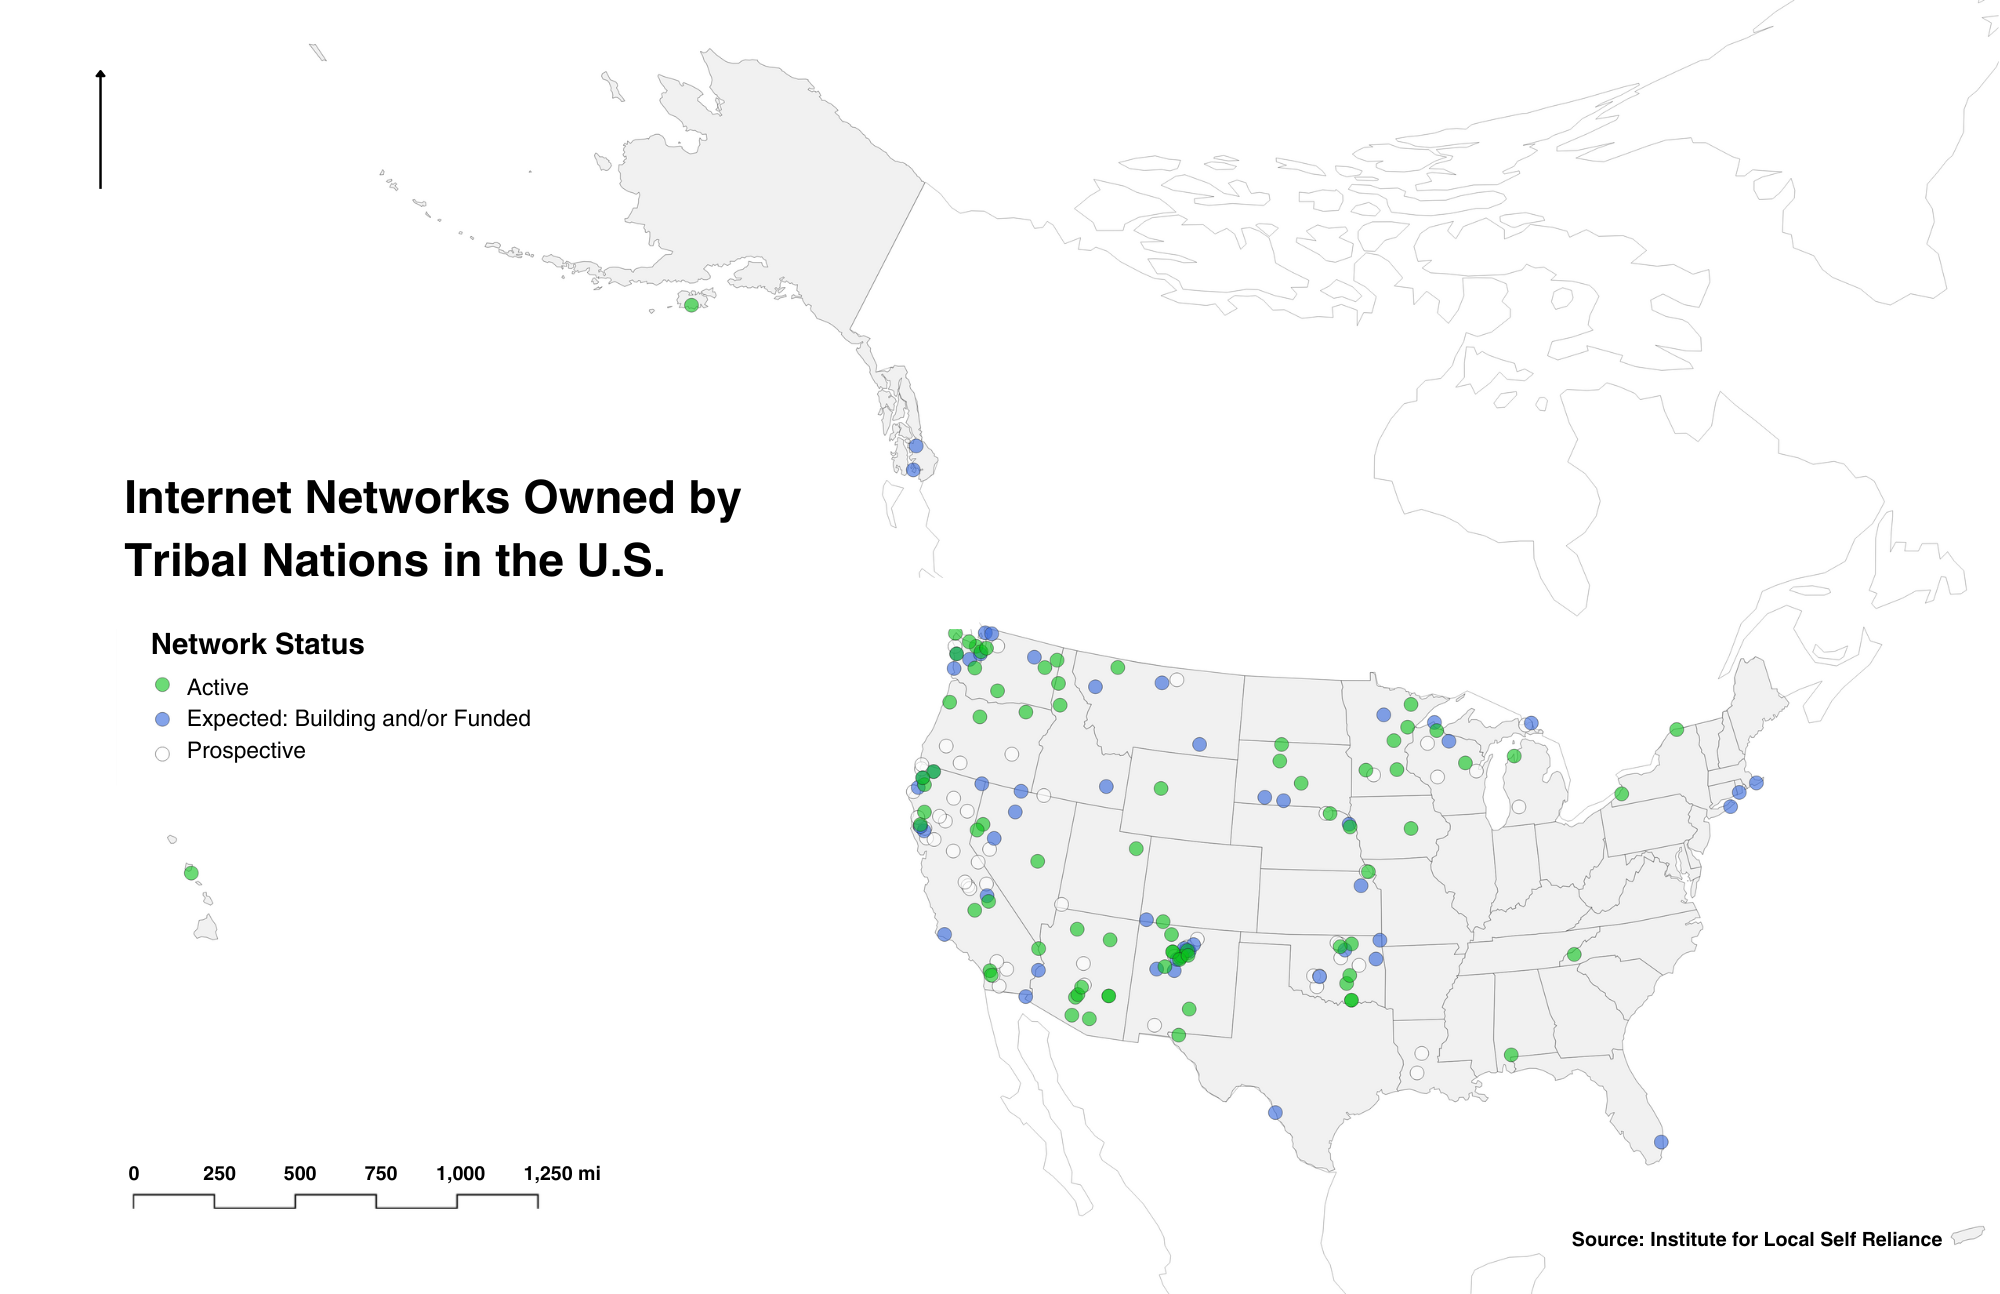 Internet Networks Owned by
Tribal Nations in the U.S.
Network Status
Active
Expected: Building and/or Funded
Prospective
0 250 500 750 1,000 1,250 mi
Source: Institute for Local Self Reliance